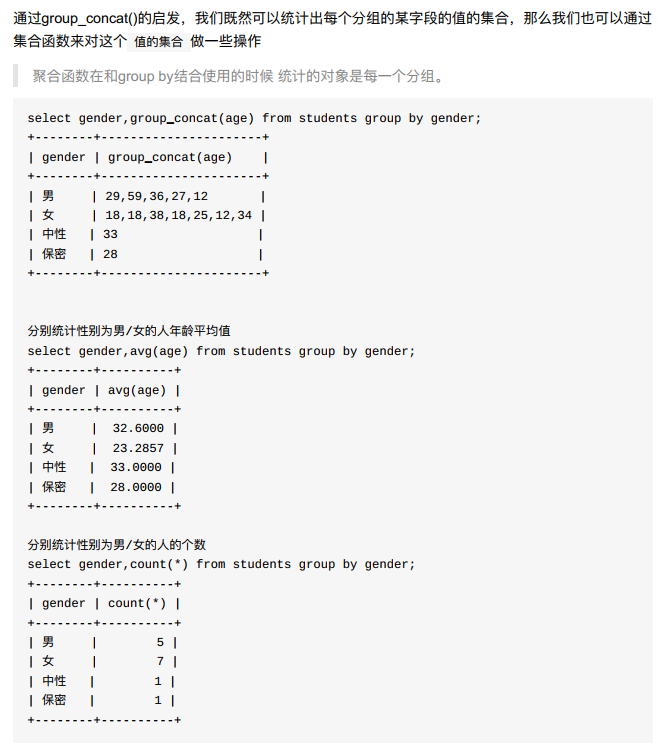 通过group_concat()的启发，我们既然可以统计出每个分组的某字段的值的集合，那么我们也可以通过
集合函数来对这个 值的集合 做一些操作
聚合函数在和group by结合使用的时候 统计的对象是每一个分组。
select gender,group_concat(age) from students group by gender;
+--------+----------------------+
| gender | group_concat(age)    |
+--------+----------------------+
| 男     | 29,59,36,27,12       |
| 女     | 18,18,38,18,25,12,34 |
| 中性   | 33                   |
| 保密   | 28                   |
+--------+----------------------+
分别统计性别为男/女的人年龄平均值
select gender,avg(age) from students group by gender;
+--------+----------+
| gender | avg(age) |
+--------+----------+
| 男     |  32.6000 |
| 女     |  23.2857 |
| 中性   |  33.0000 |
| 保密   |  28.0000 |
+--------+----------+
分别统计性别为男/女的人的个数
select gender,count(*) from students group by gender;
+--------+----------+
| gender | count(*) |
+--------+----------+
| 男     |        5 |
| 女     |        7 |
| 中性   |        1 |
| 保密   |        1 |
+--------+----------+